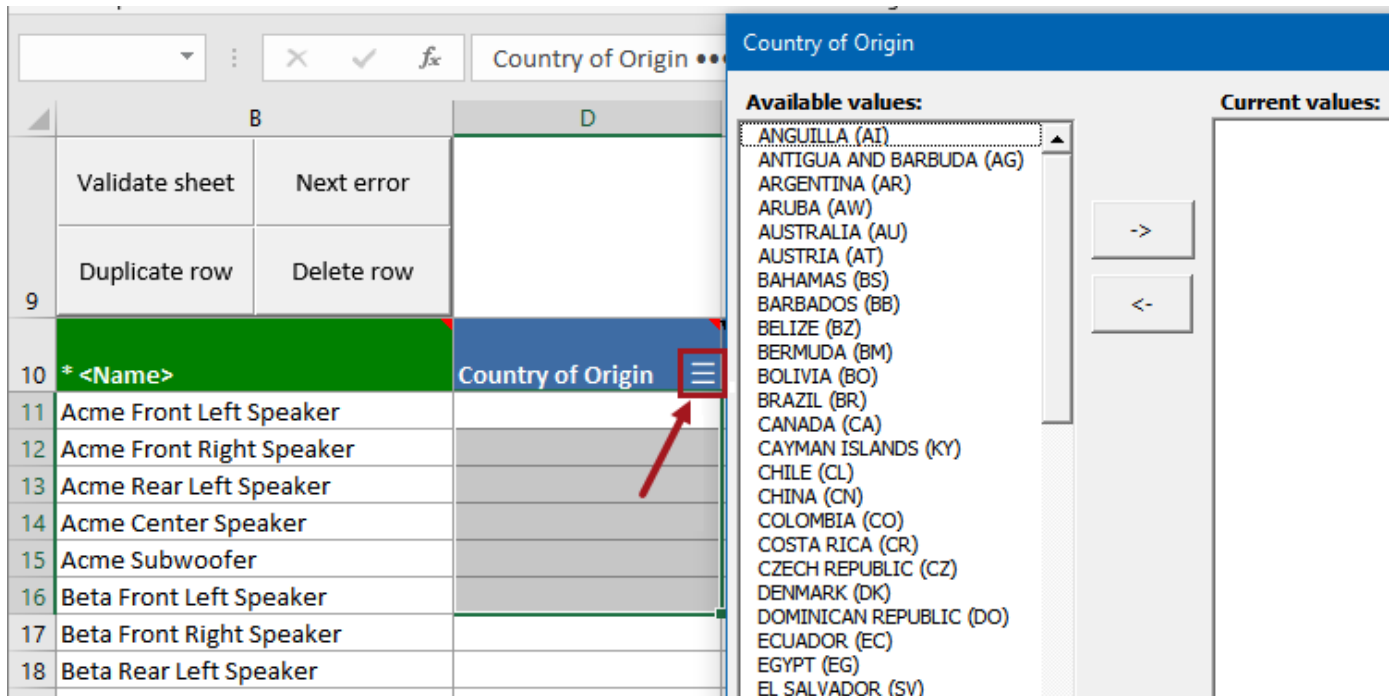 fx
Country of Origin •••
B
D
Validate sheet
Next error
Duplicate row
Delete row
9
10
* <Name>
Country of Origin
11 Acme Front Left Speaker
12 Acme Front Right Speaker
13 Acme Rear Left Speaker
14 Acme Center Speaker
15 Acme Subwoofer
16 Beta Front Left Speaker
17 Beta Front Right Speaker
18 Beta Rear Left Speaker
Country of Origin
Available values:
ANGUILLA (AI)
ANTIGUA AND BARBUDA (AG)
ARGENTINA (AR)
ARUBA (AW)
AUSTRALIA (AU)
AUSTRIA (AT)
BAHAMAS (BS)
BARBADOS (BB)
BELIZE (BZ)
BERMUDA (BM)
BOLIVIA (BO)
BRAZIL (BR)
CANADA (CA)
CAYMAN ISLANDS (KY)
CHILE (CL)
CHINA (CN)
COLOMBIA (CO)
COSTA RICA (CR)
CZECH REPUBLIC (CZ)
DENMARK (DK)
DOMINICAN REPUBLIC (DO)
ECUADOR (EC)
EGYPT (EG)
EL SALVADOR (SV)
->
<-
Current values: